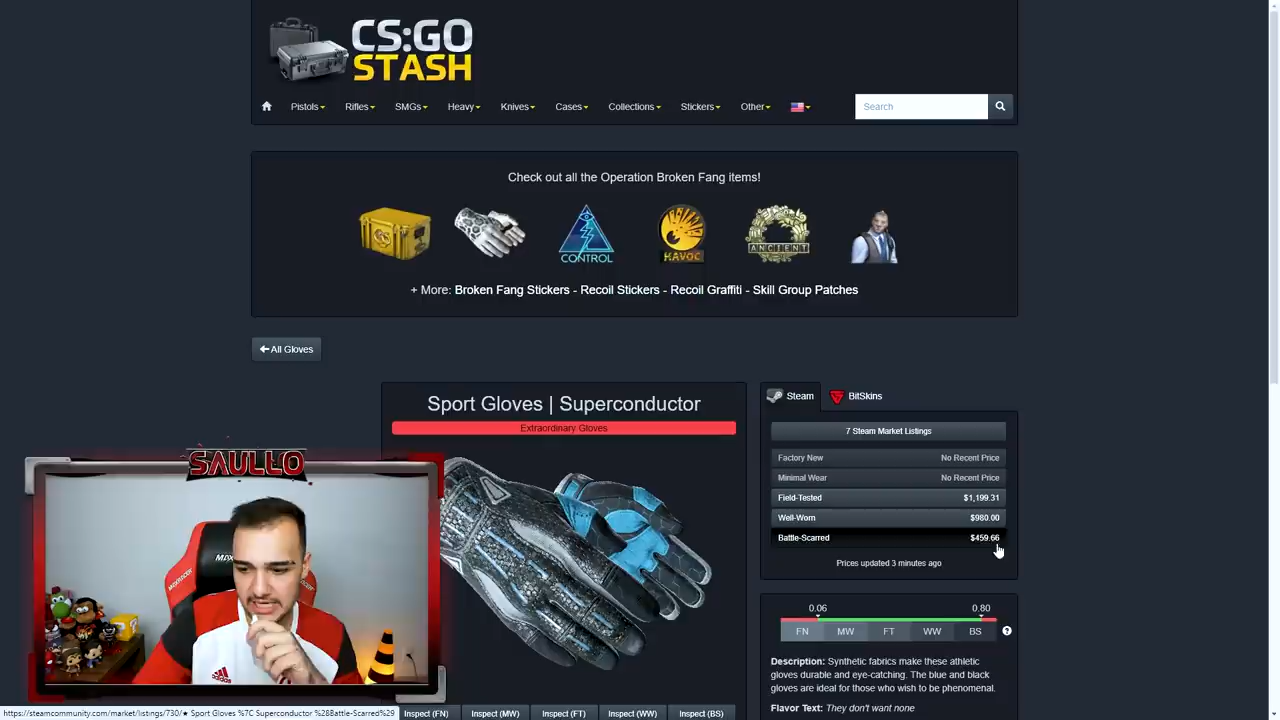 CS:GO
STASH
Pistols Rifles SMGs Heavy Knives Cases Collections Stickers Other
Search
Check out all the Operation Broken Fang items!
CONTROL
HAVOC
ANCIENT
+ More: Broken Fang Stickers - Recoil Stickers - Recoil Graffiti - Skill Group Patches
All Gloves
Sport Gloves | Superconductor
Extraordinary Gloves
Steam BitSkins
7 Steam Market Listings
Factory New No Recent Price
Minimal Wear No Recent Price
Field-Tested $1,199.31
Well-Worn $980.00
Battle-Scarred $459.66
Prices updated 3 minutes ago
0.06 0.80
FN MW FT WW BS
Description: Synthetic fabrics make these athletic
gloves durable and eye-catching. The blue and black
gloves are ideal for those who wish to be phenomenal.
Flavor Text: They don't want none
SAULLO
https://steamcommunity.com/market/listings/730/★ Sport Gloves %7C Superconductor %28Battle-Scarred%29
Inspect (FN) Inspect (MW) Inspect (FT) Inspect (WW) Inspect (BS)